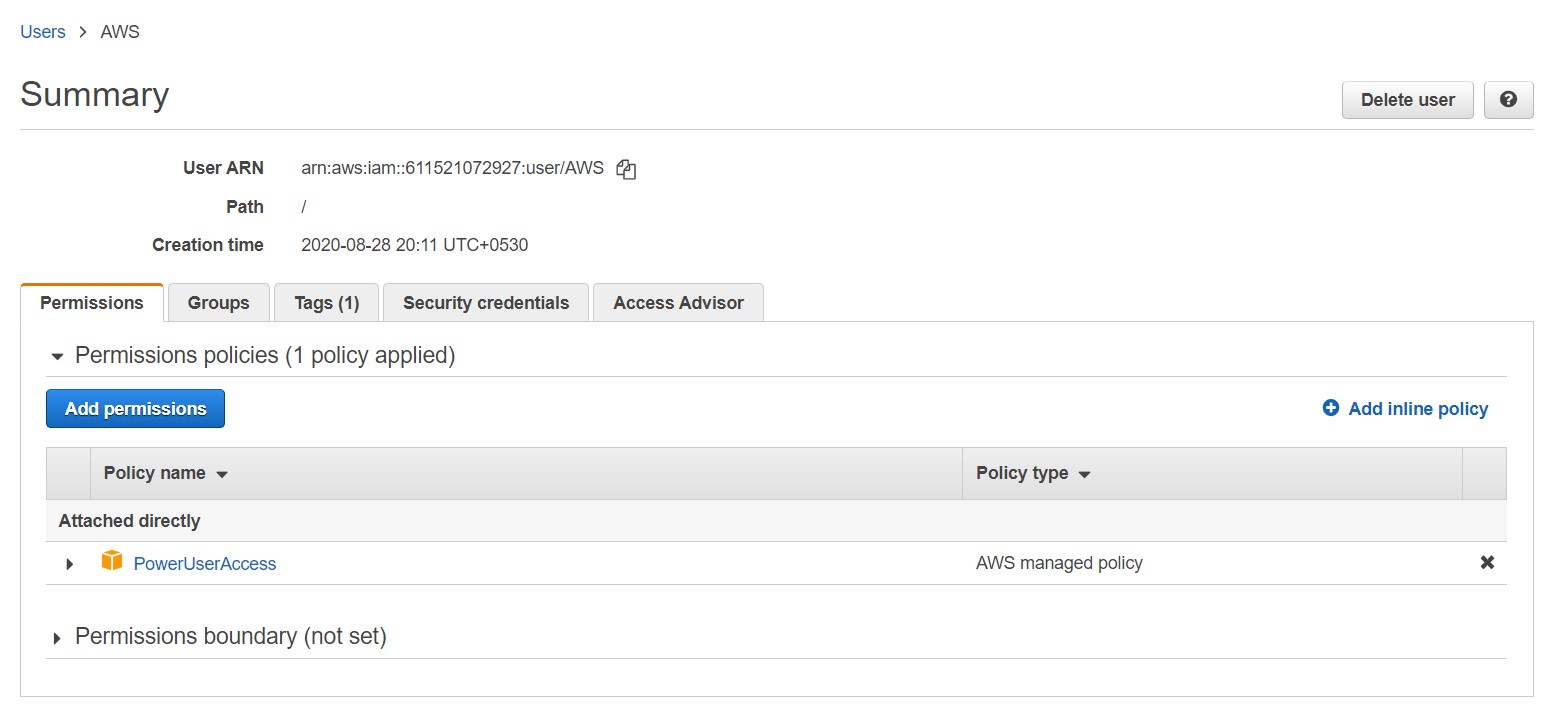 Users > AWS
Summary
Delete user
User ARN arn:aws:iam::611521072927:user/AWS
Path /
Creation time 2020-08-28 20:11 UTC+0530
Permissions Groups Tags (1) Security credentials Access Advisor
Permissions policies (1 policy applied)
Add permissions Add inline policy
Policy name Policy type
Attached directly
PowerUserAccess AWS managed policy
Permissions boundary (not set)